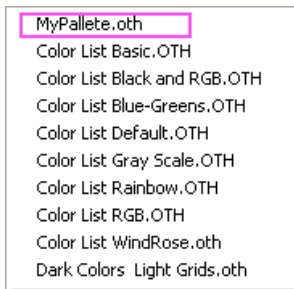 MyPallete.oth
Color List Basic.OTH
Color List Black and RGB.OTH
Color List Blue-Greens.OTH
Color List Default.OTH
Color List Gray Scale.OTH
Color List Rainbow.OTH
Color List RGB.OTH
Color List WindRose.oth
Dark Colors  Light Grids.oth